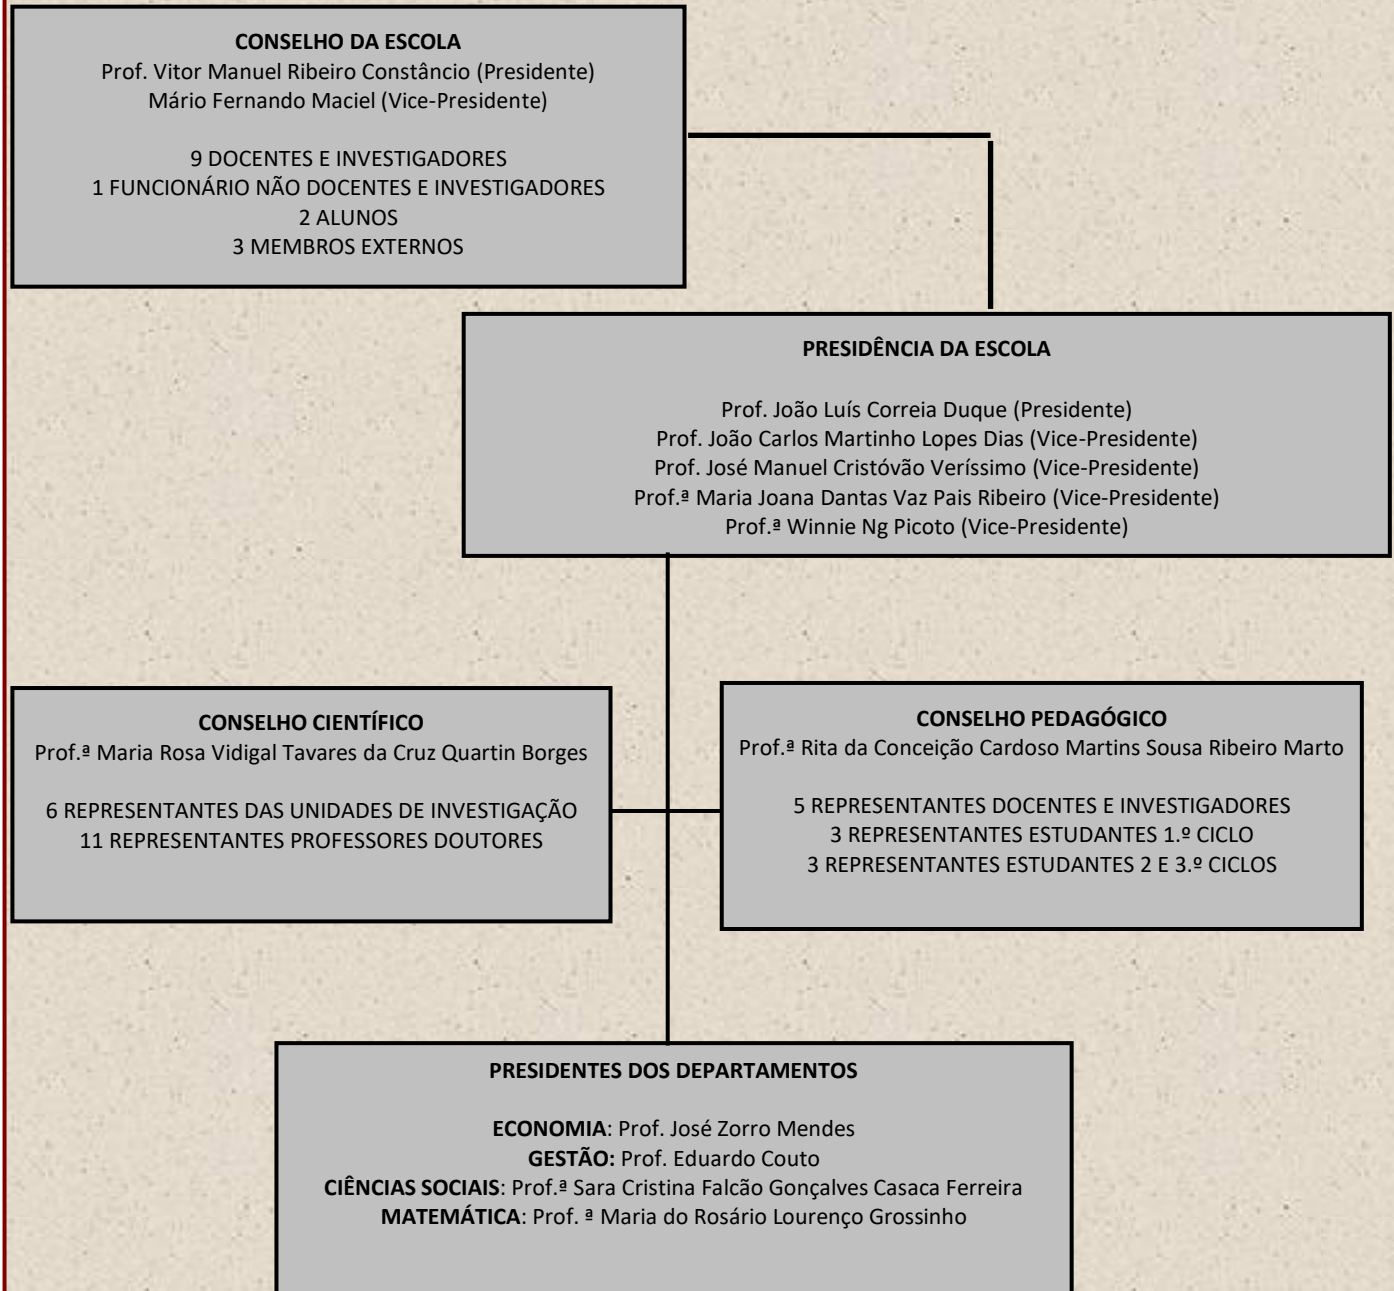 CONSELHO DA ESCOLA
Prof. Vitor Manuel Ribeiro Constâncio (Presidente)
Mário Fernando Maciel (Vice-Presidente)
9 DOCENTES E INVESTIGADORES
1 FUNCIONÁRIO NÃO DOCENTES E INVESTIGADORES
2 ALUNOS
3 MEMBROS EXTERNOS
PRESIDÊNCIA DA ESCOLA
Prof. João Luís Correia Duque (Presidente)
Prof. João Carlos Martinho Lopes Dias (Vice-Presidente)
Prof. José Manuel Cristóvão Veríssimo (Vice-Presidente)
Prof.ª Maria Joana Dantas Vaz Pais Ribeiro (Vice-Presidente)
Prof.ª Winnie Ng Picoto (Vice-Presidente)
CONSELHO CIENTÍFICO
Prof.ª Maria Rosa Vidigal Tavares da Cruz Quartin Borges
6 REPRESENTANTES DAS UNIDADES DE INVESTIGAÇÃO
11 REPRESENTANTES PROFESSORES DOUTORES
CONSELHO PEDAGÓGICO
Prof.ª Rita da Conceição Cardoso Martins Sousa Ribeiro Marto
5 REPRESENTANTES DOCENTES E INVESTIGADORES
3 REPRESENTANTES ESTUDANTES 1.º CICLO
3 REPRESENTANTES ESTUDANTES 2 E 3.º CICLOS
PRESIDENTES DOS DEPARTAMENTOS
ECONOMIA: Prof. José Zorro Mendes
GESTÃO: Prof. Eduardo Couto
CIÊNCIAS SOCIAIS: Prof.ª Sara Cristina Falcão Gonçalves Casaca Ferreira
MATEMÁTICA: Prof. ª Maria do Rosário Lourenço Grossinho